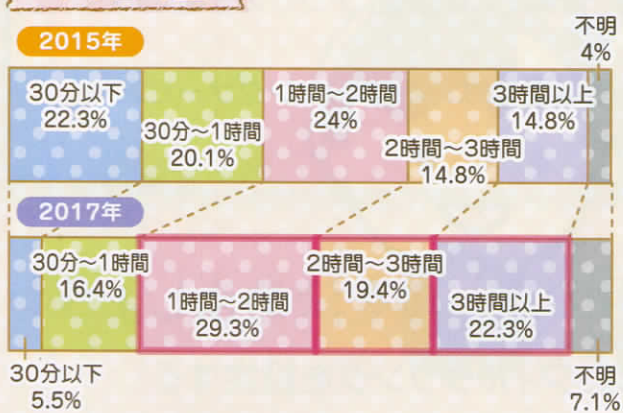 2015年
不明
4%
30分以下
22.3%
30分～1時間
20.1%
1時間～2時間
24%
2時間～3時間
14.8%
3時間以上
14.8%
2017年
30分～1時間
16.4%
1時間～2時間
29.3%
2時間～3時間
19.4%
3時間以上
22.3%
30分以下
5.5%
不明
7.1%